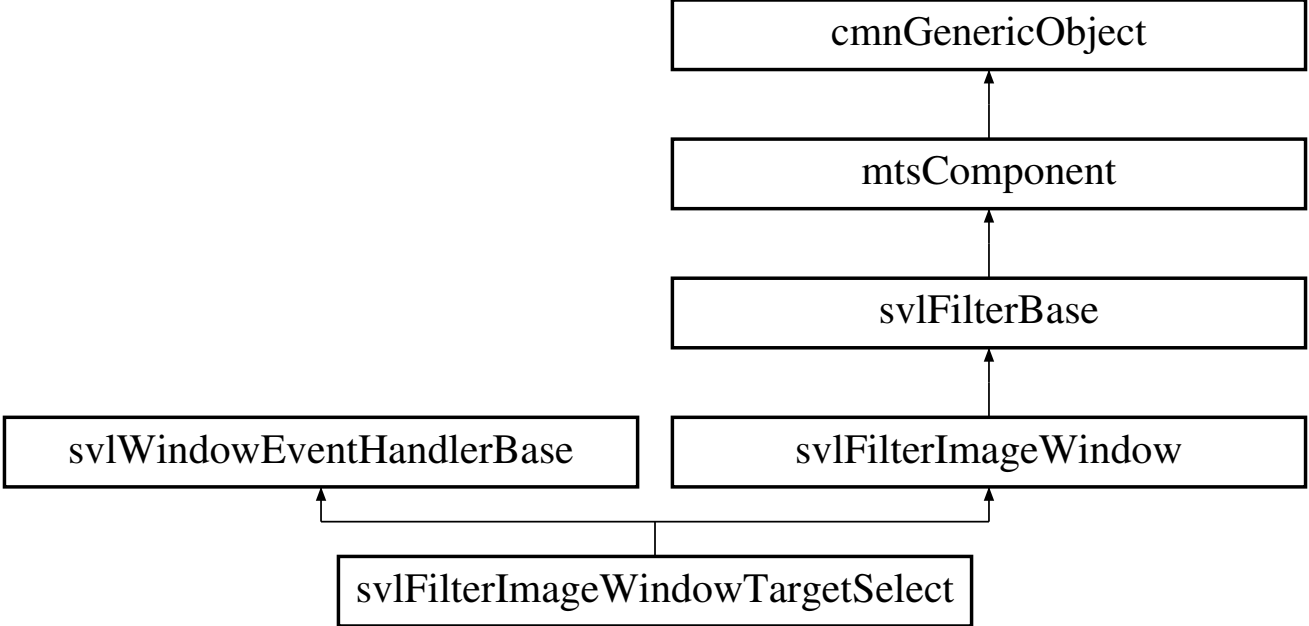 cmnGenericObject
mtsComponent
svlFilterBase
svlWindowEventHandlerBase
svlFilterImageWindow
svlFilterImageWindowTargetSelect